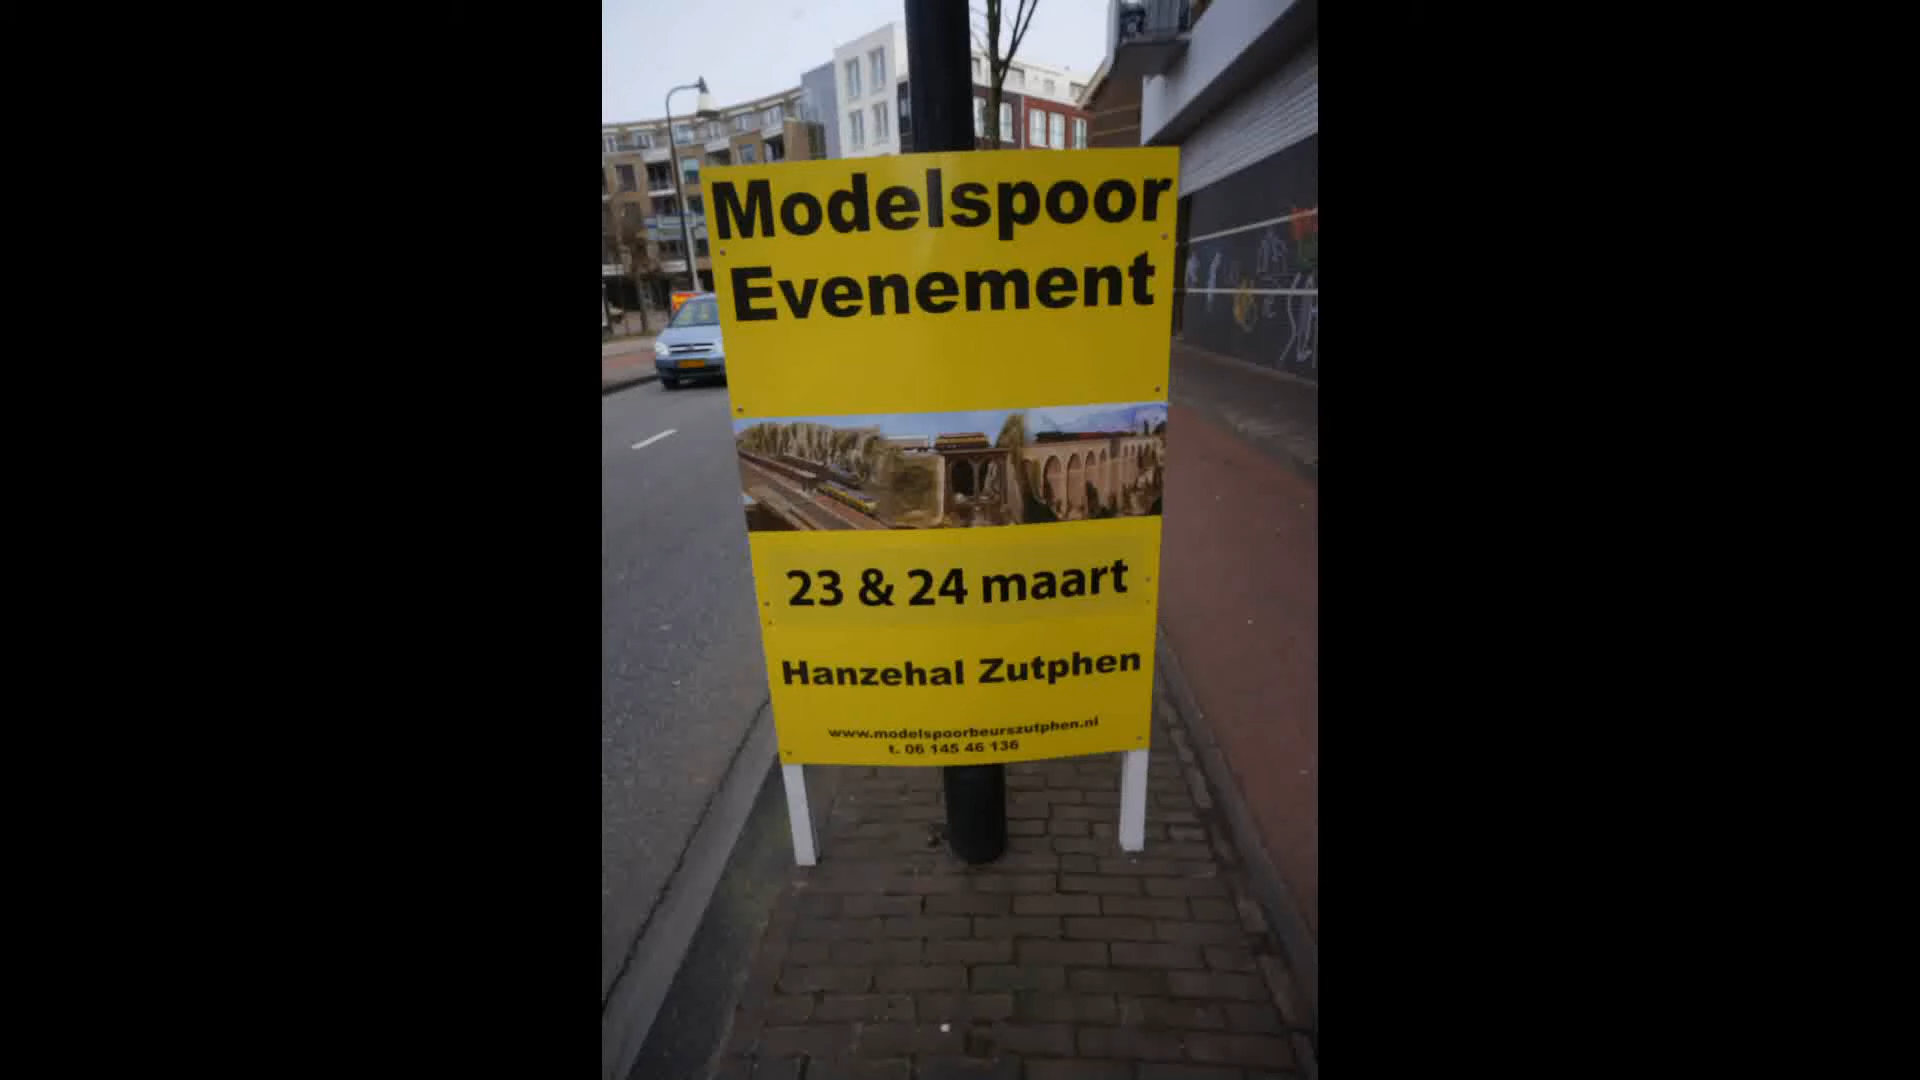 Modelspoor
Evenement
23 & 24 maart
Hanzehal Zutphen
www.modelspoorbeurszutphen.nl
t. 06 145 46 136